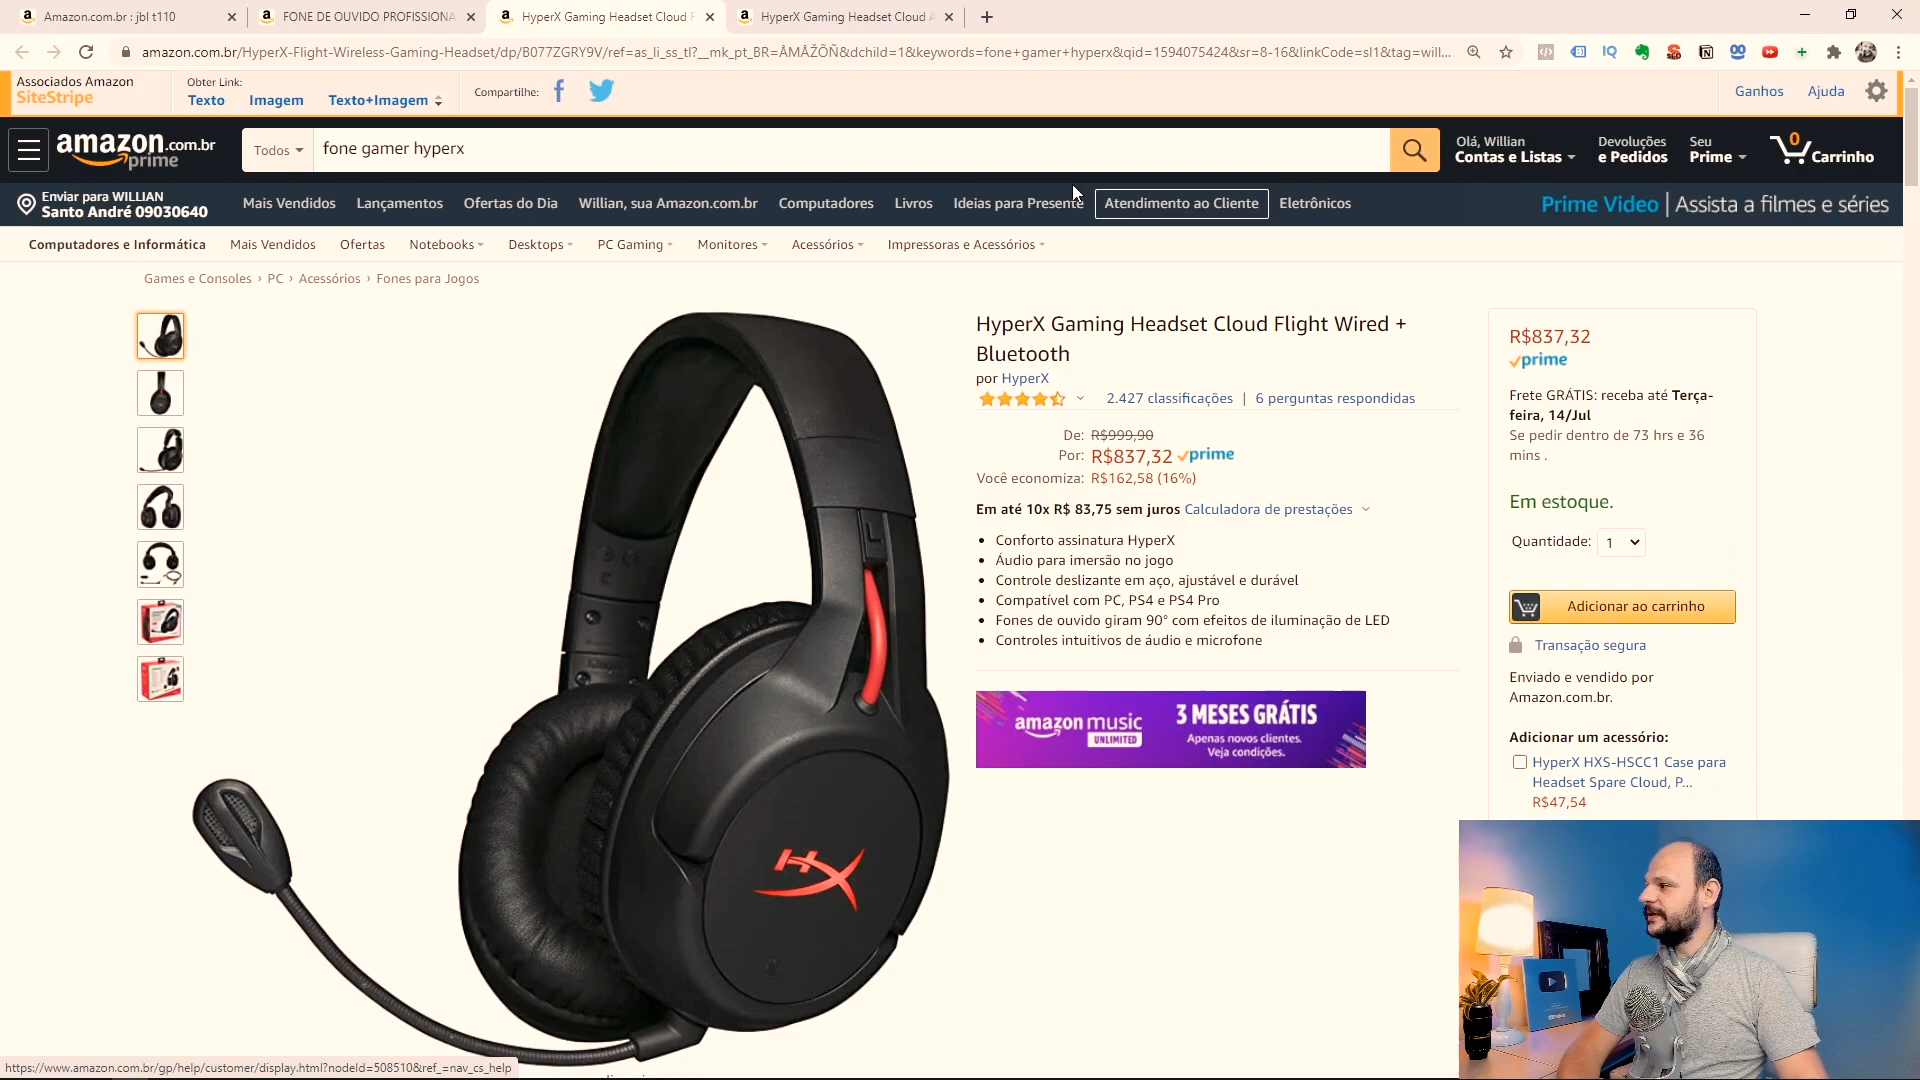 Amazon.com.br : jbl t110
FONE DE OUVIDO PROFISSIONA
HyperX Gaming Headset Cloud F
HyperX Gaming Headset Cloud A
amazon.com.br/HyperX-Flight-Wireless-Gaming-Headset/dp/B077ZGRY9V/ref=as_li_ss_tl?__mk_pt_BR=ÅMÅŽÕÑ&dchild=1&keywords=fone+gamer+hyperx&qid=1594075424&sr=8-16&linkCode=sl1&tag=will...
Associados Amazon
SiteStripe
Obter Link:
Texto Imagem Texto+Imagem
Compartilhe:
Ganhos Ajuda
amazon.com.br
prime
Todos
fone gamer hyperx
Olá, Willian
Contas e Listas
Devoluções
e Pedidos
Seu
Prime
0
Carrinho
Enviar para WILLIAN
Santo André 09030640
Mais Vendidos Lançamentos Ofertas do Dia Willian, sua Amazon.com.br Computadores Livros Ideias para Presente Atendimento ao Cliente Eletrônicos
Prime Video | Assista a filmes e séries
Computadores e Informática Mais Vendidos Ofertas Notebooks Desktops PC Gaming Monitores Acessórios Impressoras e Acessórios
Games e Consoles › PC › Acessórios › Fones para Jogos
HyperX Gaming Headset Cloud Flight Wired +
Bluetooth
por HyperX
2.427 classificações | 6 perguntas respondidas
De: R$999,90
Por: R$837,32 prime
Você economiza: R$162,58 (16%)
Em até 10x R$ 83,75 sem juros Calculadora de prestações
• Conforto assinatura HyperX
• Áudio para imersão no jogo
• Controle deslizante em aço, ajustável e durável
• Compatível com PC, PS4 e PS4 Pro
• Fones de ouvido giram 90° com efeitos de iluminação de LED
• Controles intuitivos de áudio e microfone
amazon music
UNLIMITED
3 MESES GRÁTIS
Apenas novos clientes.
Veja condições.
R$837,32
prime
Frete GRÁTIS: receba até Terça-
feira, 14/Jul
Se pedir dentro de 73 hrs e 36
mins .
Em estoque.
Quantidade: 1
Adicionar ao carrinho
Transação segura
Enviado e vendido por
Amazon.com.br.
Adicionar um acessório:
HyperX HXS-HSCC1 Case para
Headset Spare Cloud, P...
R$47,54
L
HX
https://www.amazon.com.br/gp/help/customer/display.html?nodeId=508510&ref_=nav_cs_help